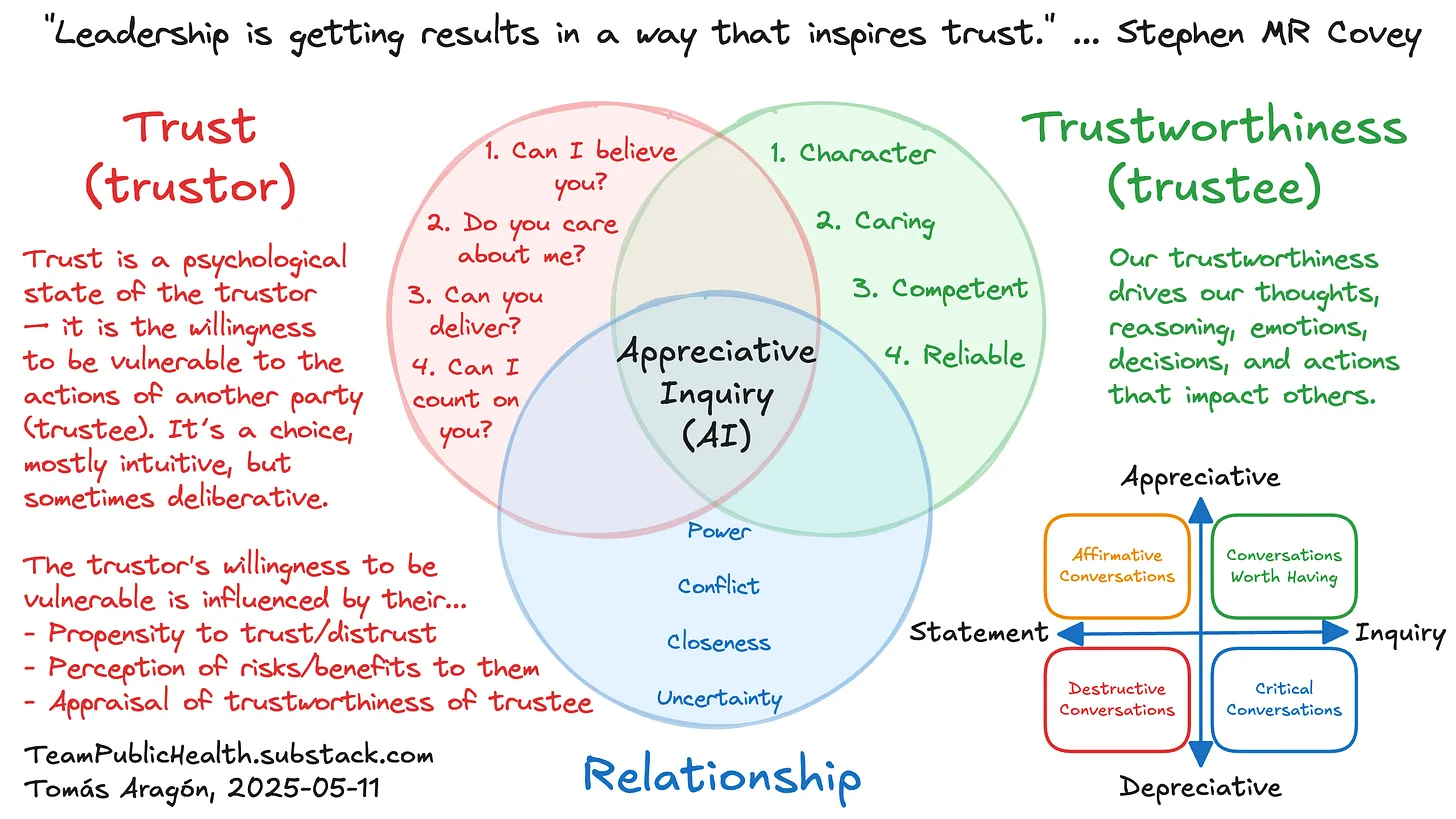 "Leadership is getting results in a way that inspires trust." ... Stephen MR Covey
Trust
(trustor)
Trust is a psychological
state of the trustor
— it is the willingness
to be vulnerable to the
actions of another party
(trustee). It's a choice,
mostly intuitive, but
sometimes deliberative.
The trustor's willingness to be
vulnerable is influenced by their...
- Propensity to trust/distrust
- Perception of risks/benefits to them
- Appraisal of trustworthiness of trustee
TeamPublicHealth.substack.com
Tomás Aragón, 2025-05-11
1. Can I believe
you?
2. Do you care
about me?
3. Can you
deliver?
4. Can I
count on
you?
1. Character
2. Caring
3. Competent
4. Reliable
Appreciative
Inquiry
(AI)
Power
Conflict
Closeness
Uncertainty
Relationship
Trustworthiness
(trustee)
Our trustworthiness
drives our thoughts,
reasoning, emotions,
decisions, and actions
that impact others.
Appreciative
Affirmative
Conversations
Conversations
Worth Having
Statement
Inquiry
Destructive
Conversations
Critical
Conversations
Depreciative